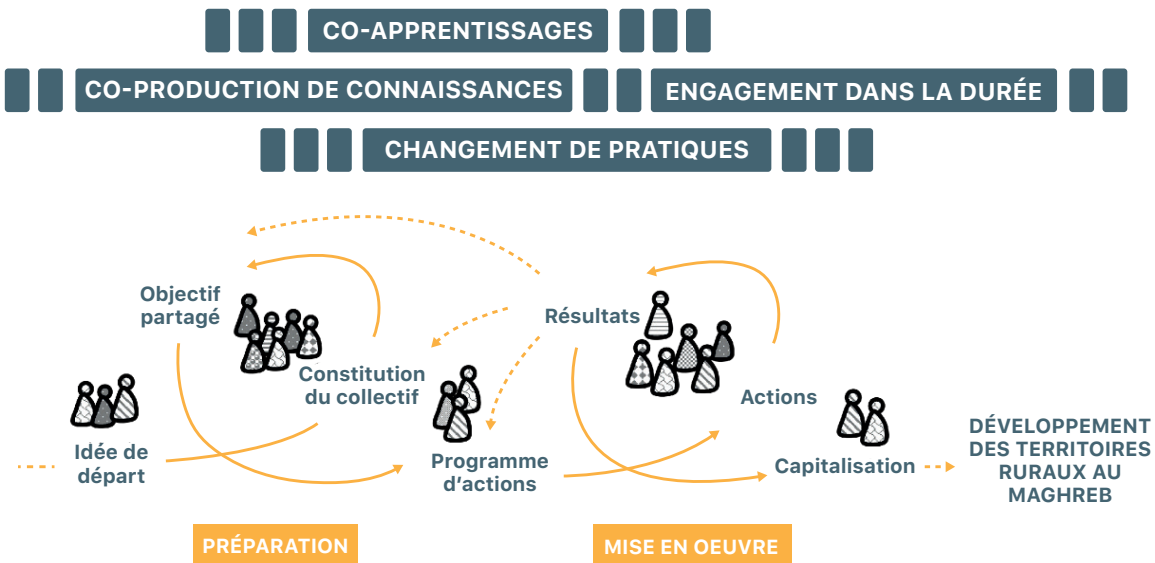 CO-APPRENTISSAGES
CO-PRODUCTION DE CONNAISSANCES
ENGAGEMENT DANS LA DURÉE
CHANGEMENT DE PRATIQUES
Objectif
partagé
Résultats
Constitution
du collectif
Actions
Idée de
départ
Programme
d'actions
Capitalisation
DÉVELOPPEMENT
DES TERRITOIRES
RURAUX AU
MAGHREB
PRÉPARATION
MISE EN OEUVRE